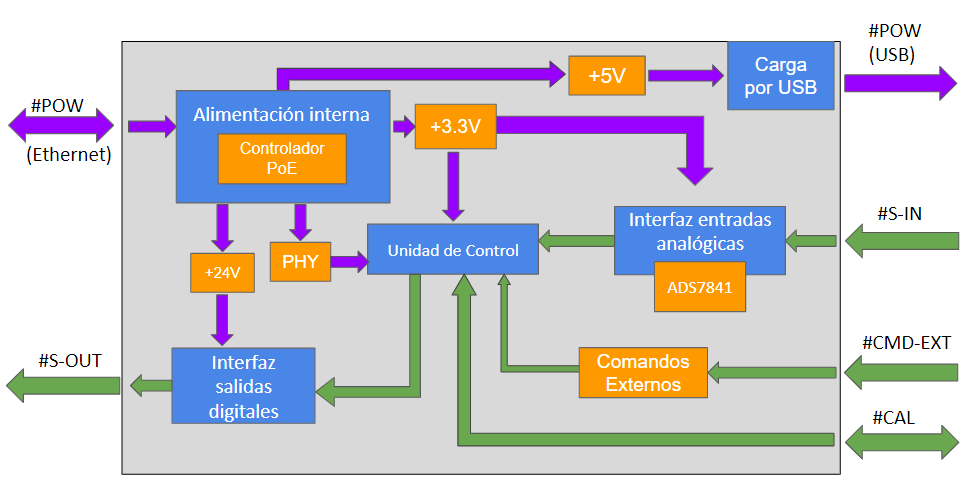 #POW
(USB)
Carga
por USB
+5V
#POW
(Ethernet)
Alimentación interna
Controlador
PoE
+3.3V
#S-IN
Interfaz entradas
analógicas
ADS7841
Unidad de Control
PHY
+24V
#S-OUT
Interfaz
salidas
digitales
Comandos
Externos
#CMD-EXT
#CAL